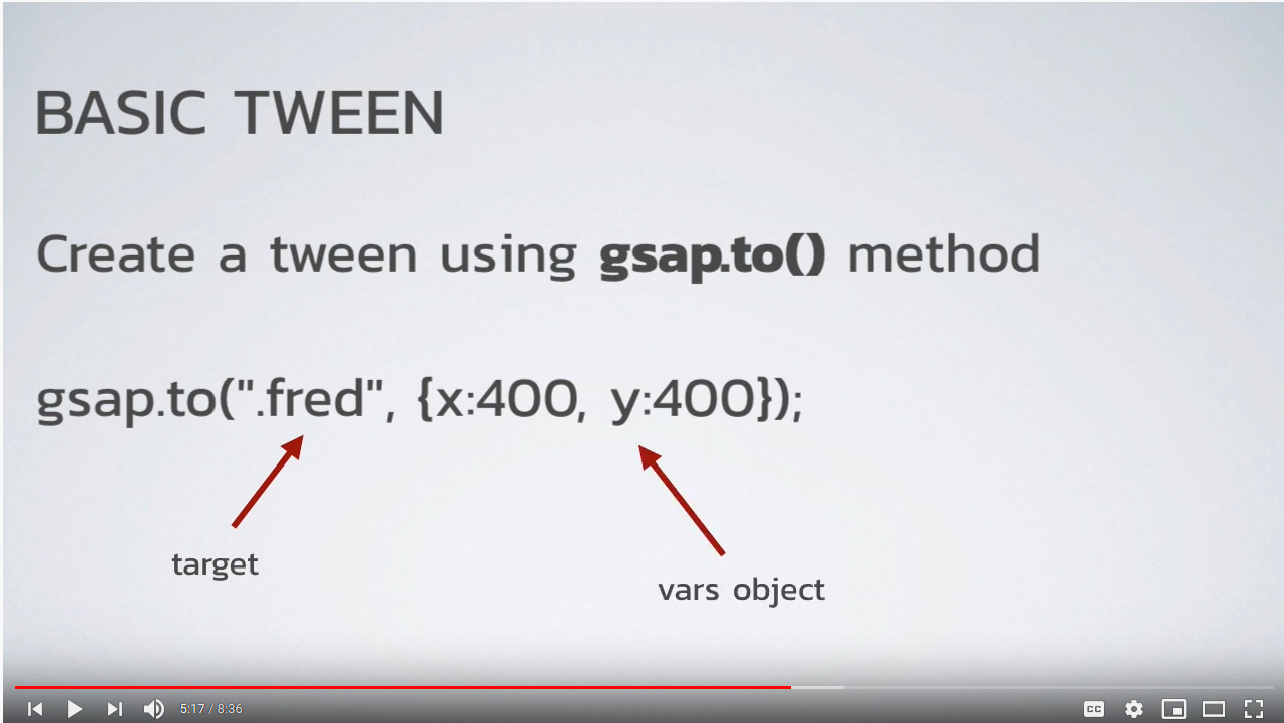 BASIC TWEEN
Create a tween using gsap.to() method
gsap.to(".fred", {x:400, y:400});
target
vars object
5:17 / 8:36
CC